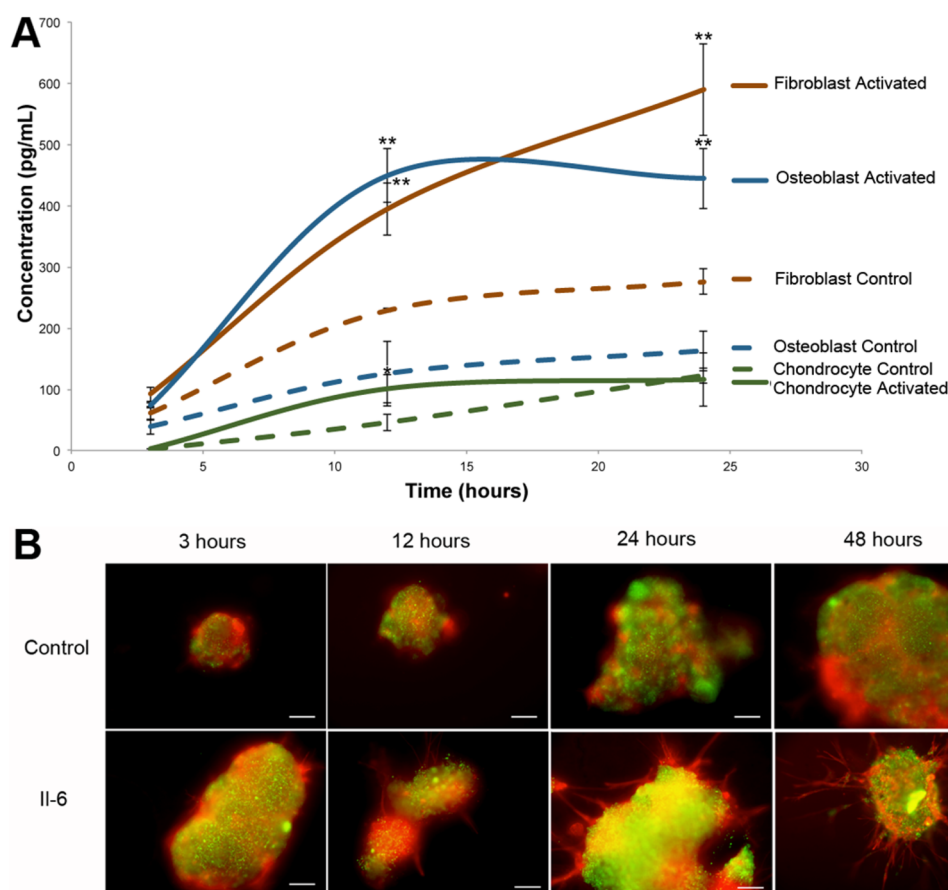 A
700
600
500
400
300
200
100
0
0 5 10 15 20 25 30
Concentration (pg/mL)
Time (hours)
**
**
**
**
*
Fibroblast Activated
Osteoblast Activated
Fibroblast Control
Osteoblast Control
Chondrocyte Control
Chondrocyte Activated
B
3 hours 12 hours 24 hours 48 hours
Control
Il-6